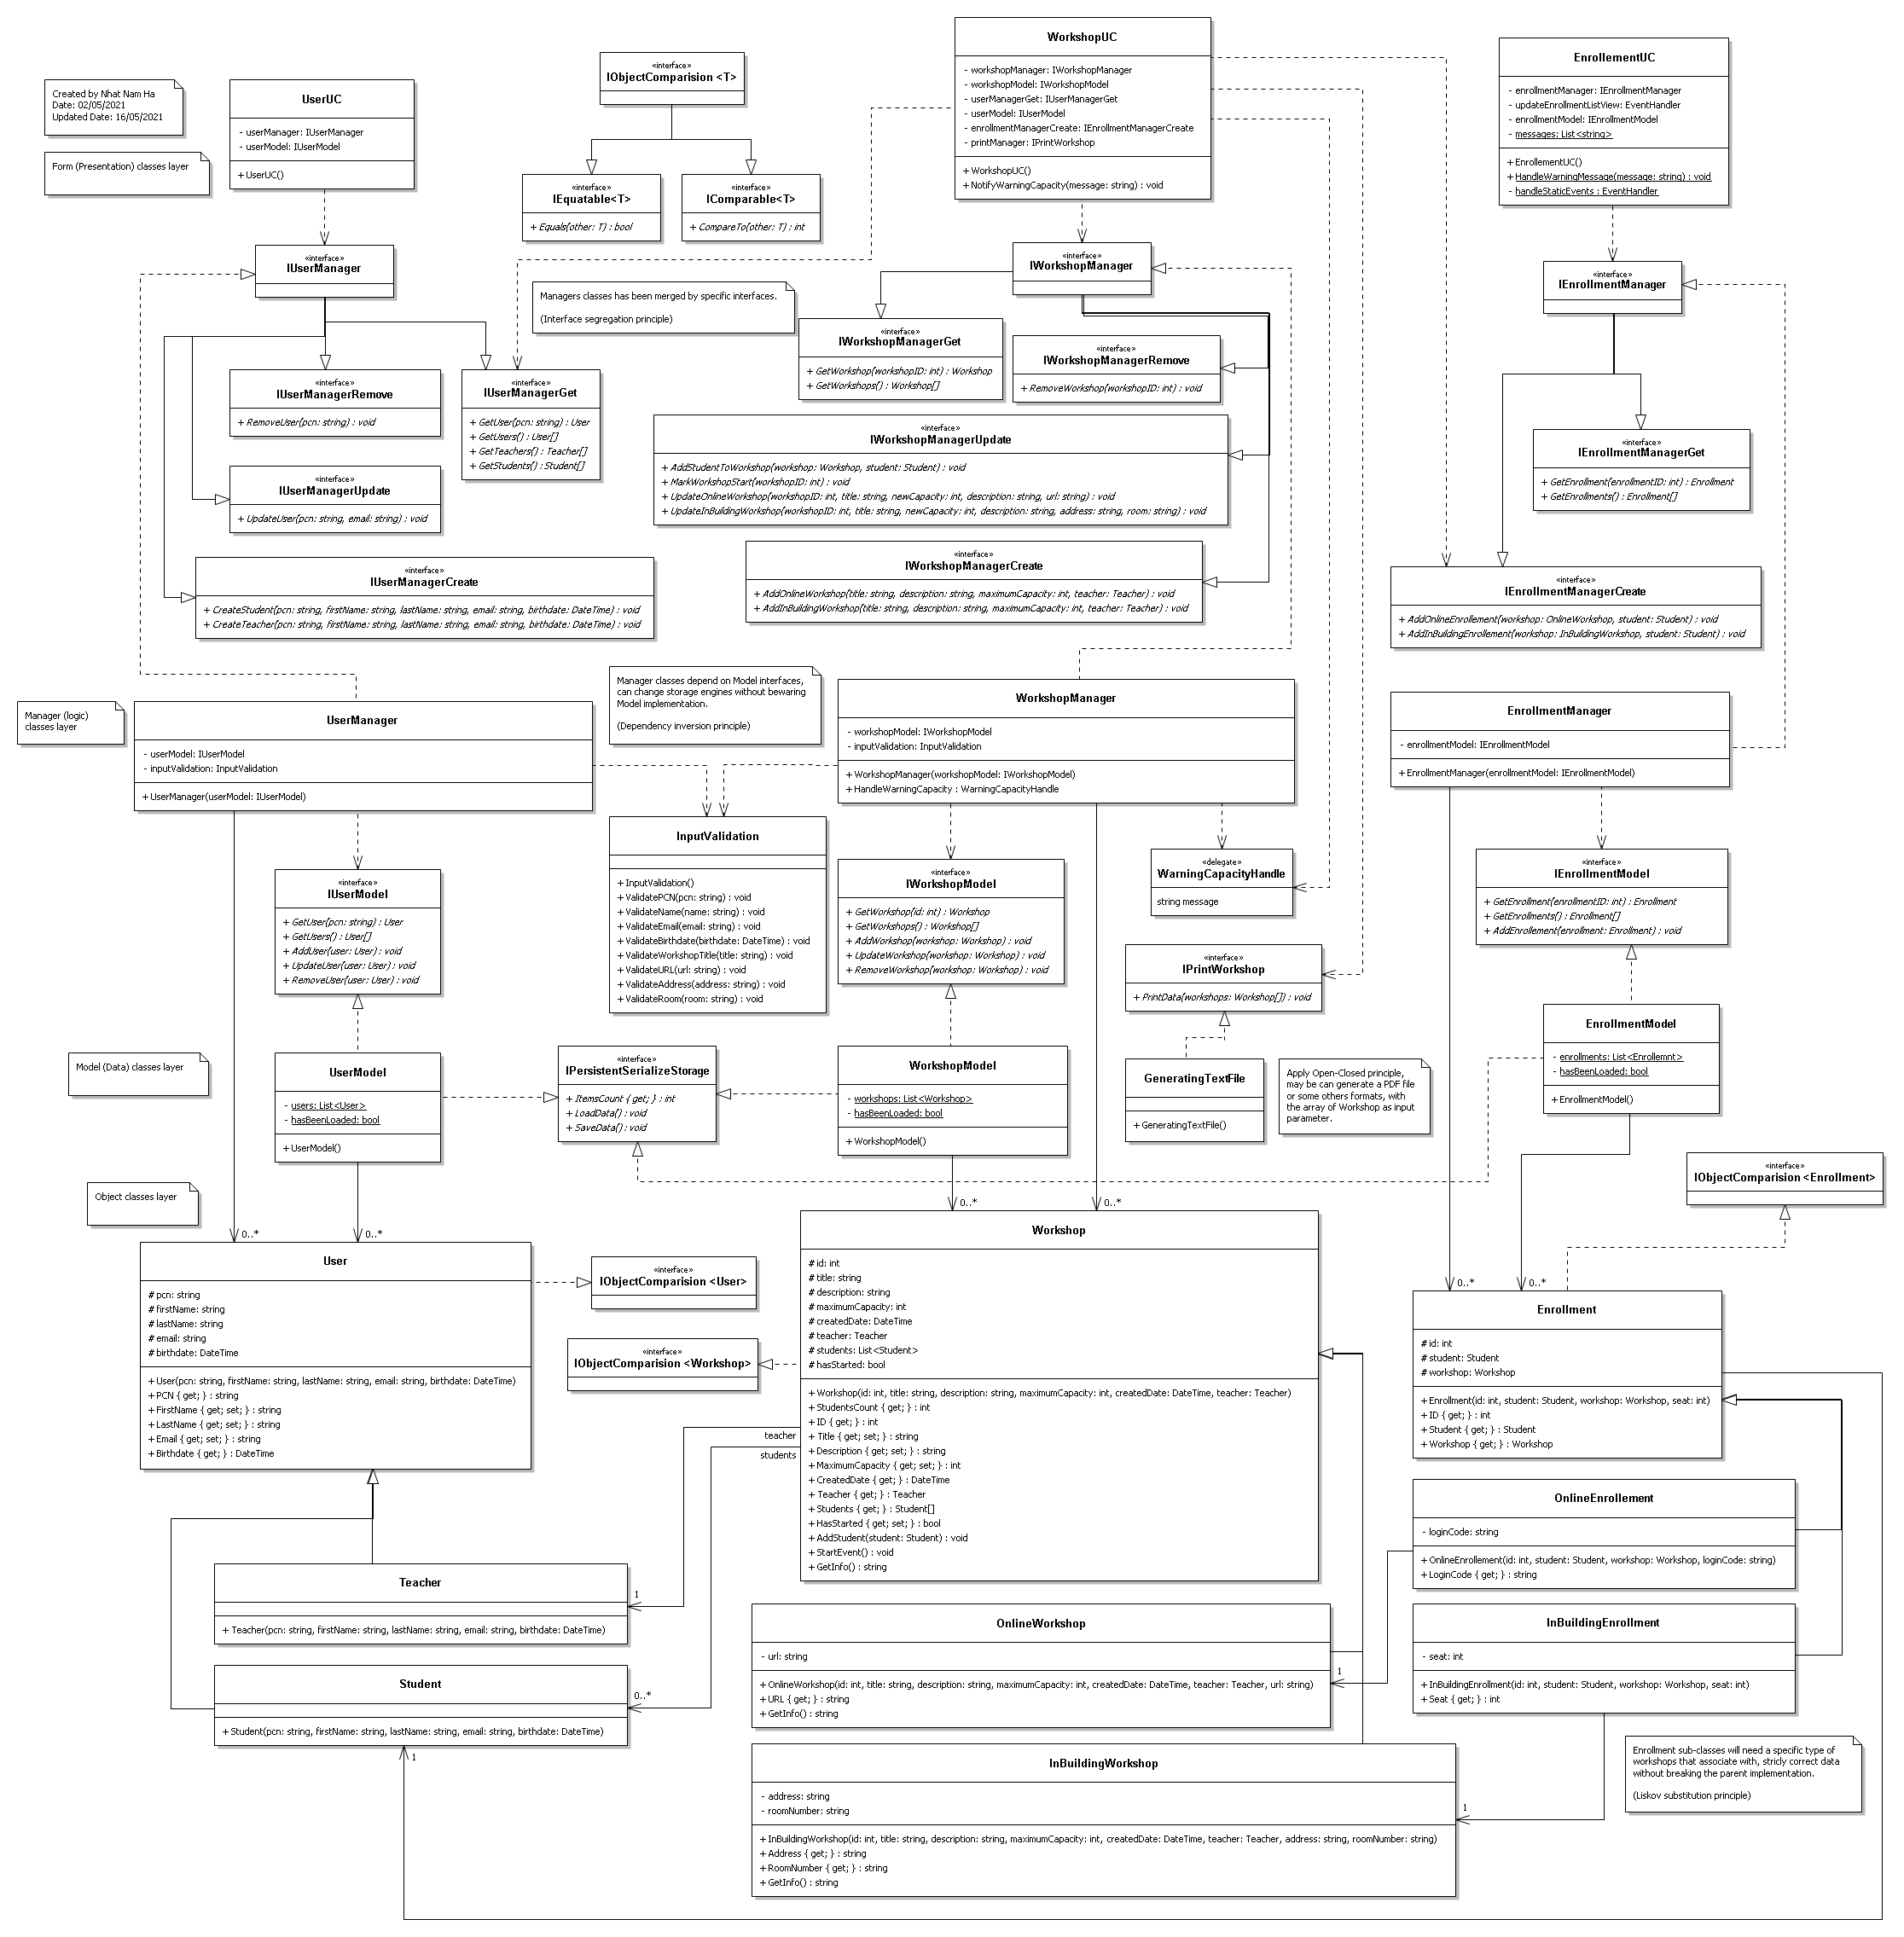 Created by Nhat Nam Ha
Date: 02/05/2021
Updated Date: 16/05/2021
Form (Presentation) classes layer
UserUC
- userManager: IUserManager
- userModel: IUserModel
+ UserUC()
«interface»
IObjectComparision <T>
«interface»
IEquatable<T>
+ Equals(other: T) : bool
«interface»
IComparable<T>
+ CompareTo(other: T) : int
WorkshopUC
- workshopManager: IWorkshopManager
- workshopModel: IWorkshopModel
- userManagerGet: IUserManagerGet
- userModel: IUserModel
- enrollmentManagerCreate: IEnrollManagerCreate
- printManager: IPrintWorkshop
+ WorkshopUC()
+ NotifyWarningCapacity(message: string) : void
EnrollementUC
- enrollmentManager: IEnrollmentManager
- updateEnrollmentListView: EventHandler
- enrollmentModel: IEnrollmentModel
- messages: List<string>
+ EnrollementUC()
+ HandleWarningMessage(message: string) : void
- handleStaticEvents : EventHandler
«interface»
IUserManager
«interface»
IWorkshopManager
«interface»
IEnrollmentManager
Managers classes has been merged by specific interfaces.
(Interface segregation principle)
«interface»
IUserManagerRemove
+ RemoveUser(pcn: string) : void
«interface»
IUserManagerGet
+ GetUser(pcn: string) : User
+ GetUsers() : User[]
+ GetTeachers() : Teacher[]
+ GetStudents() : Student[]
«interface»
IUserManagerUpdate
+ UpdateUser(pcn: string, email: string) : void
«interface»
IUserManagerCreate
+ CreateStudent(pcn: string, firstName: string, lastName: string, email: string, birthdate: DateTime) : void
+ CreateTeacher(pcn: string, firstName: string, lastName: string, email: string, birthdate: DateTime) : void
«interface»
IWorkshopManagerGet
+ GetWorkshop(workshopID: int) : Workshop
+ GetWorkshops() : Workshop[]
«interface»
IWorkshopManagerRemove
+ RemoveWorkshop(workshopID: int) : void
«interface»
IWorkshopManagerUpdate
+ AddStudentToWorkshop(workshop: Workshop, student: Student) : void
+ MarkWorkshopStart(workshopID: int) : void
+ UpdateOnlineWorkshop(workshopID: int, title: string, newCapacity: int, description: string, url: string) : void
+ UpdateInBuildingWorkshop(workshopID: int, title: string, newCapacity: int, description: string, address: string, room: string) : void
«interface»
IWorkshopManagerCreate
+ AddOnlineWorkshop(title: string, description: string, maximumCapacity: int, teacher: Teacher) : void
+ AddInBuildingWorkshop(title: string, description: string, maximumCapacity: int, teacher: Teacher) : void
«interface»
IEnrollmentManagerGet
+ GetEnrollment(enrollmentID: int) : Enrollment
+ GetEnrollments() : Enrollment[]
«interface»
IEnrollmentManagerCreate
+ AddOnlineEnrollement(workshop: OnlineWorkshop, student: Student) : void
+ AddInBuildingEnrollement(workshop: InBuildingWorkshop, student: Student) : void
Manager (logic)
classes layer
UserManager
- userModel: IUserModel
- inputValidation: InputValidation
+ UserManager(userModel: IUserModel)
Manager classes depend on Model interfaces,
can change storage engines without bewaring
Model implementation.
(Dependency inversion principle)
WorkshopManager
- workshopModel: IWorkshopModel
- inputValidation: InputValidation
+ WorkshopManager(workshopModel: IWorkshopModel)
+ HandleWarningCapacity : WarningCapacityHandle
EnrollmentManager
- enrollmentModel: IEnrollmentModel
+ EnrollmentManager(enrollmentModel: IEnrollmentModel)
«interface»
IUserModel
+ GetUser(pcn: string) : User
+ GetUsers() : User[]
+ AddUser(user: User) : void
+ UpdateUser(user: User) : void
+ RemoveUser(user: User) : void
InputValidation
+ InputValidation()
+ ValidatePCN(pcn: string) : void
+ ValidateName(name: string) : void
+ ValidateEmail(email: string) : void
+ ValidateBirthdate(birthdate: DateTime) : void
+ ValidateWorkshopTitle(title: string) : void
+ ValidateURL(url: string) : void
+ ValidateAddress(address: string) : void
+ ValidateRoom(room: string) : void
«interface»
IWorkshopModel
+ GetWorkshop(id: int) : Workshop
+ GetWorkshops() : Workshop[]
+ AddWorkshop(workshop: Workshop) : void
+ UpdateWorkshop(workshop: Workshop) : void
+ RemoveWorkshop(workshop: Workshop) : void
«delegate»
WarningCapacityHandle
string message
«interface»
IPrintWorkshop
+ PrintData(workshops: Workshop[]) : void
«interface»
IEnrollmentModel
+ GetEnrollment(enrollmentID: int) : Enrollment
+ GetEnrollments() : Enrollment[]
+ AddEnrollement(enrollment: Enrollment) : void
Model (Data) classes layer
UserModel
- users: List<User>
- hasBeenLoaded: bool
+ UserModel()
«interface»
IPersistentSerializeStorage
+ ItemsCount { get; } : int
+ LoadData() : void
+ SaveData() : void
WorkshopModel
- workshops: List<Workshop>
- hasBeenLoaded: bool
+ WorkshopModel()
GeneratingTextFile
+ GeneratingTextFile()
Apply Open-Closed principle,
may be can generate a PDF file
or some others formats, with
the array of Workshop as input
parameter.
EnrollmentModel
- enrollments: List<Enrollemnt>
- hasBeenLoaded: bool
+ EnrollmentModel()
«interface»
IObjectComparision <Enrollment>
Object classes layer
0..*
0..*
0..*
0..*
0..*
0..*
User
# pcn: string
# firstName: string
# lastName: string
# email: string
# birthdate: DateTime
+ User(pcn: string, firstName: string, lastName: string, email: string, birthdate: DateTime)
+ PCN { get; } : string
+ FirstName { get; set; } : string
+ LastName { get; set; } : string
+ Email { get; set; } : string
+ Birthdate { get; } : DateTime
«interface»
IObjectComparision <User>
«interface»
IObjectComparision <Workshop>
Workshop
# id: int
# title: string
# description: string
# maximumCapacity: int
# createdDate: DateTime
# teacher: Teacher
# students: List<Student>
# hasStarted: bool
+ Workshop(id: int, title: string, description: string, maximumCapacity: int, createdDate: DateTime, teacher: Teacher)
+ StudentsCount { get; } : int
+ ID { get; } : int
+ Title { get; set; } : string
+ Description { get; set; } : string
+ MaximumCapacity { get; set; } : int
+ CreatedDate { get; } : DateTime
+ Teacher { get; } : Teacher
+ Students { get; } : Student[]
+ HasStarted { get; set; } : bool
+ AddStudent(student: Student) : void
+ StartEvent() : void
+ GetInfo() : string
teacher
students
Enrollment
# id: int
# student: Student
# workshop: Workshop
+ Enrollment(id: int, student: Student, workshop: Workshop, seat: int)
+ ID { get; } : int
+ Student { get; } : Student
+ Workshop { get; } : Workshop
OnlineEnrollement
- loginCode: string
+ OnlineEnrollement(id: int, student: Student, workshop: Workshop, loginCode: string)
+ LoginCode { get; } : string
Teacher
+ Teacher(pcn: string, firstName: string, lastName: string, email: string, birthdate: DateTime)
1
Student
+ Student(pcn: string, firstName: string, lastName: string, email: string, birthdate: DateTime)
0..*
1
OnlineWorkshop
- url: string
+ OnlineWorkshop(id: int, title: string, description: string, maximumCapacity: int, createdDate: DateTime, teacher: Teacher, url: string)
+ URL { get; } : string
+ GetInfo() : string
1
InBuildingEnrollment
- seat: int
+ InBuildingEnrollment(id: int, student: Student, workshop: Workshop, seat: int)
+ Seat { get; } : int
InBuildingWorkshop
- address: string
- roomNumber: string
+ InBuildingWorkshop(id: int, title: string, description: string, maximumCapacity: int, createdDate: DateTime, teacher: Teacher, address: string, roomNumber: string)
+ Address { get; } : string
+ RoomNumber { get; } : string
+ GetInfo() : string
1
Enrollment sub-classes will need a specific type of
workshops that associate with, stricly correct data
without breaking the parent implementation.
(Liskov substitution principle)